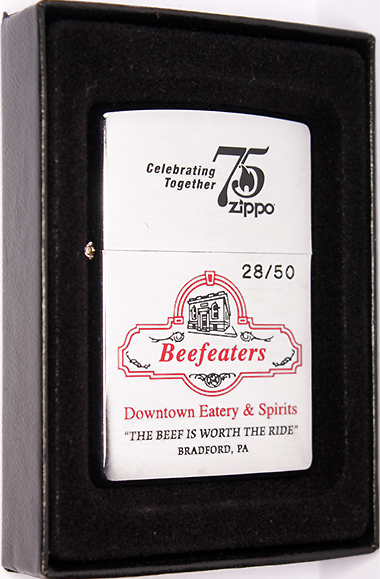 Celebrating
Together
75
zippo
28/50
Beefeaters
Downtown Eatery & Spirits
"THE BEEF IS WORTH THE RIDE"
BRADFORD, PA